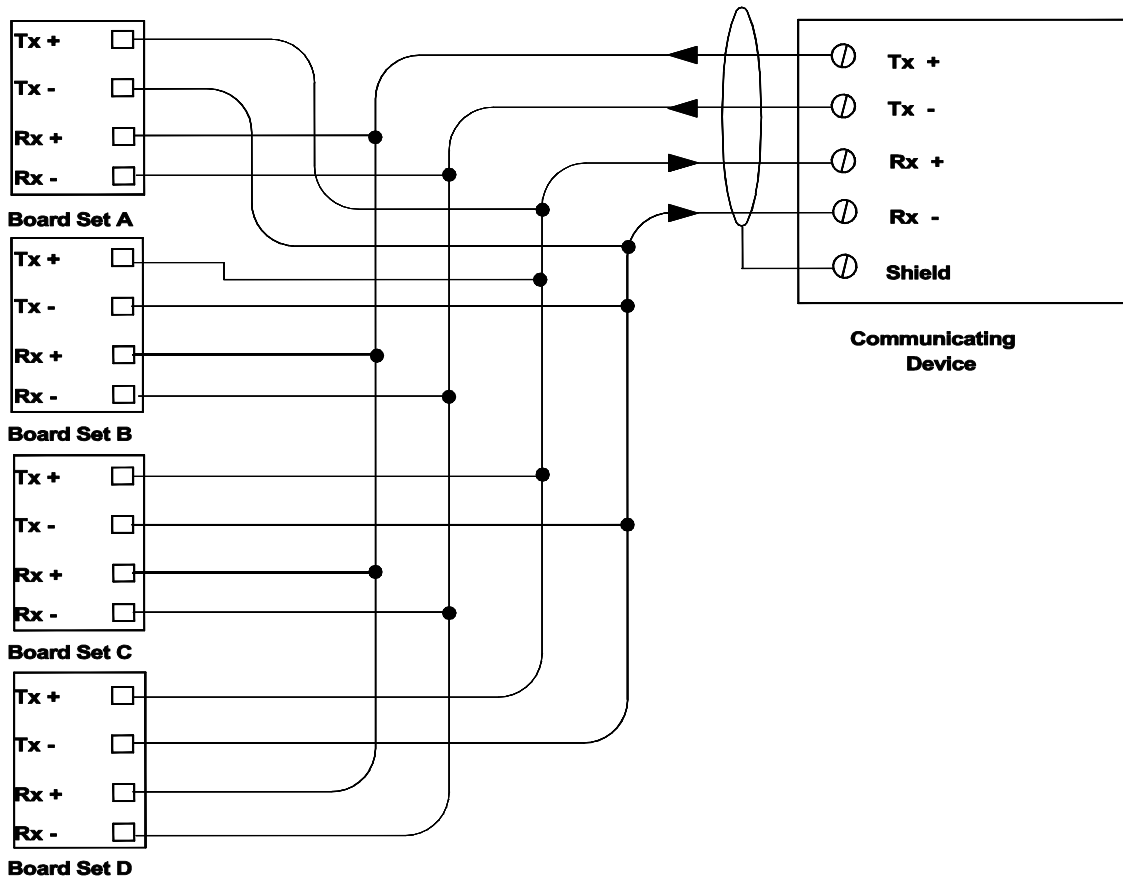 Tx +
Tx -
Rx +
Rx -
Board Set A
Tx +
Tx -
Rx +
Rx -
Board Set B
Tx +
Tx -
Rx +
Rx -
Board Set C
Tx +
Tx -
Rx +
Rx -
Board Set D
Tx +
Tx -
Rx +
Rx -
Shield
Communicating
Device